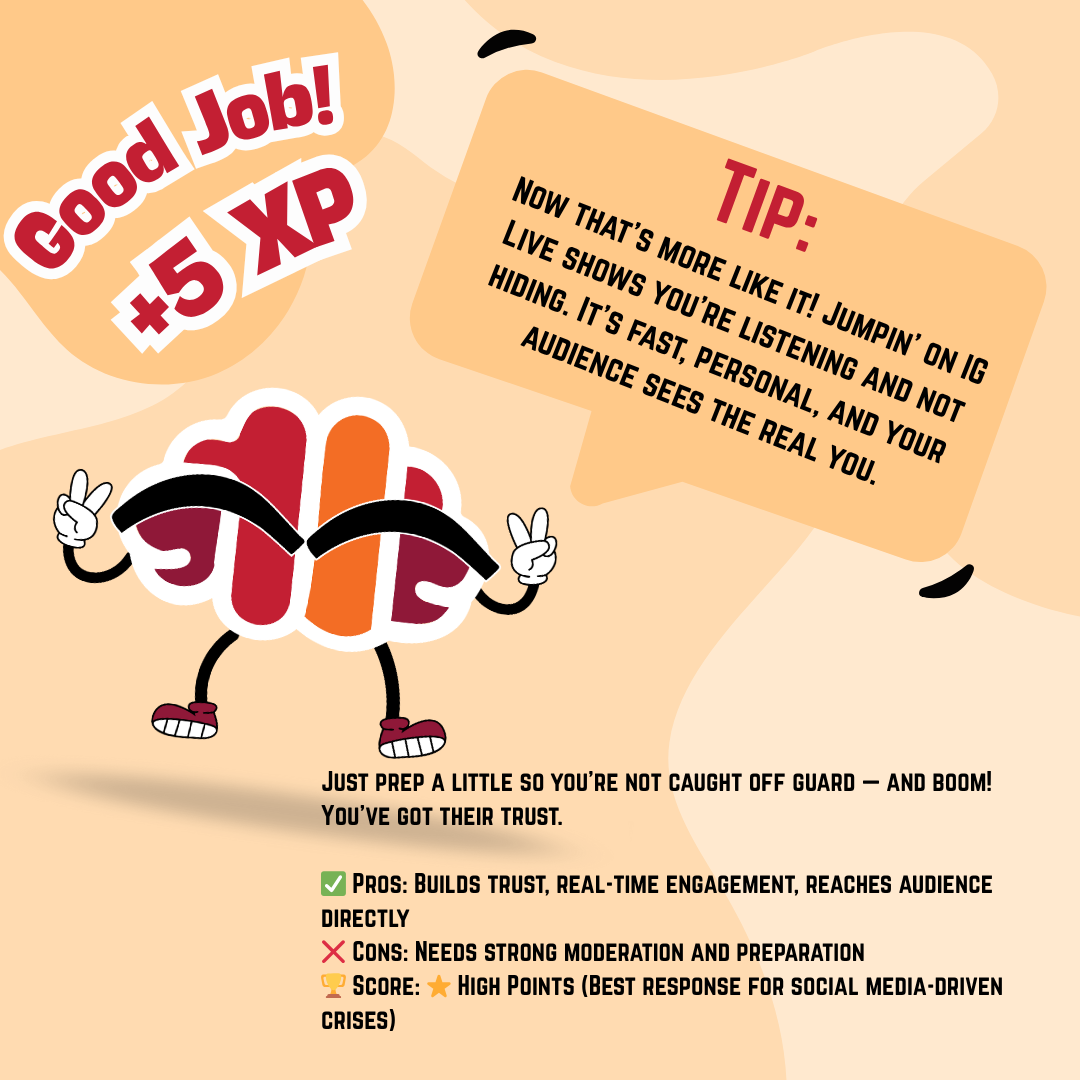 Good Job!
+5 XP
Tip:
Now that's more like it! Jumpin' on IG
Live shows you're listening and not
hiding. It's fast, personal, and your
audience sees the real you.
Just prep a little so you're not caught off guard — and boom!
You've got their trust.
✅ Pros: Builds trust, real-time engagement, reaches audience
directly
❌ Cons: Needs strong moderation and preparation
🏆 Score: ⭐ High Points (Best response for social media-driven
crises)